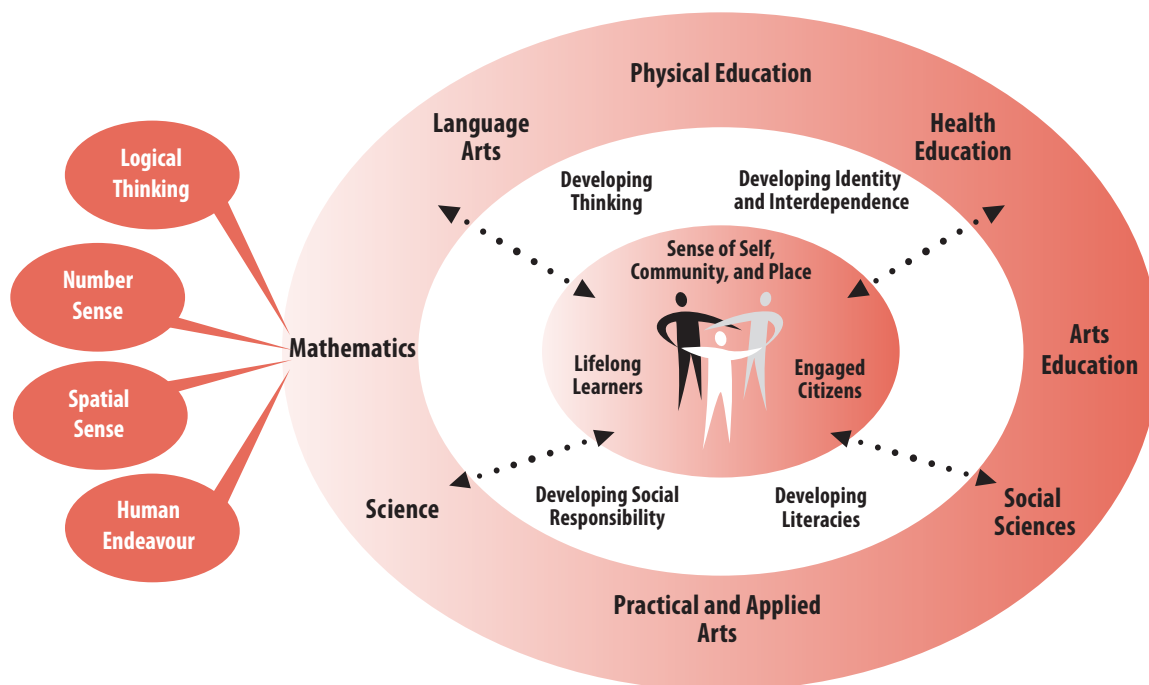 Physical Education
Language
Arts
Health
Education
Logical
Thinking
Developing
Thinking
Developing Identity
and Interdependence
Sense of Self,
Community, and Place
Number
Sense
Mathematics
Lifelong
Learners
Engaged
Citizens
Arts
Education
Spatial
Sense
Science
Developing Social
Responsibility
Developing
Literacies
Social
Sciences
Human
Endeavour
Practical and Applied
Arts